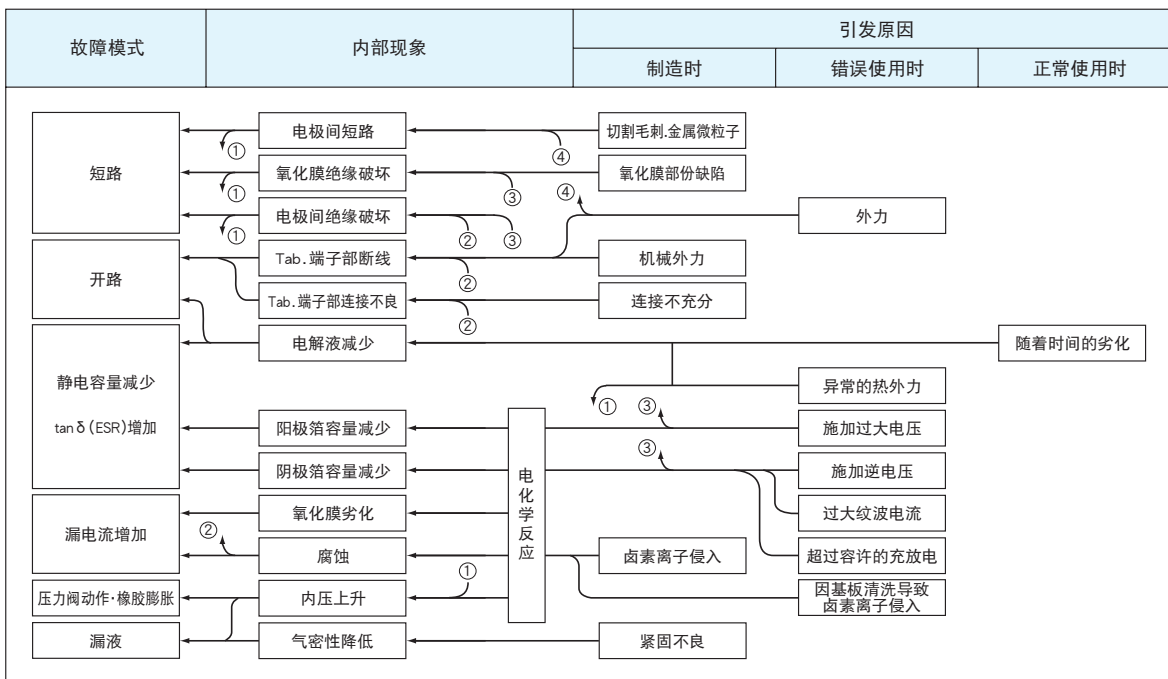 故障模式
内部现象
引发原因
制造时
错误使用时
正常使用时
短路
电极间短路
①
④
切割毛刺.金属微粒子
氧化膜绝缘破坏
①
③
氧化膜部份缺陷
电极间绝缘破坏
①
②
③
④
外力
开路
Tab.端子部断线
②
机械外力
Tab.端子部连接不良
②
连接不充分
静电容量减少
tanδ(ESR)增加
电解液减少
随着时间的劣化
①
异常的热外力
阳极箔容量减少
③
施加过大电压
阴极箔容量减少
③
施加逆电压
电化学反应
漏电流增加
氧化膜劣化
过大纹波电流
②
腐蚀
卤素离子侵入
超过容许的充放电
压力阀动作·橡胶膨胀
内压上升
①
因基板清洗导致
卤素离子侵入
漏液
气密性降低
紧固不良